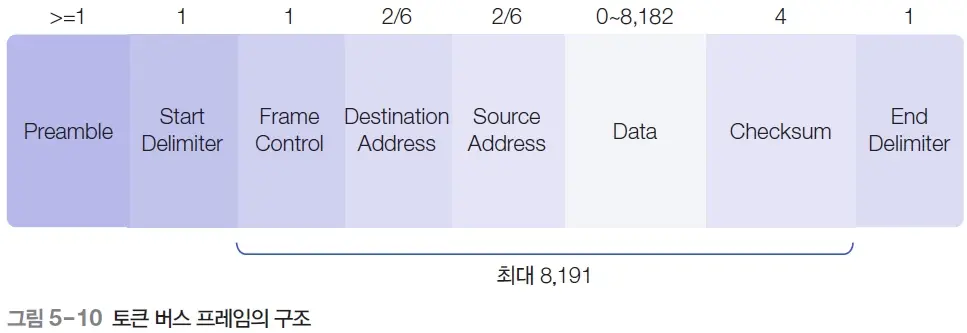 >=1 1 1 2/6 2/6 0~8,182 4 1
Preamble
Start
Delimiter
Frame
Control
Destination
Address
Source
Address
Data
Checksum
End
Delimiter
최대 8,191
그림 5-10 토큰 버스 프레임의 구조